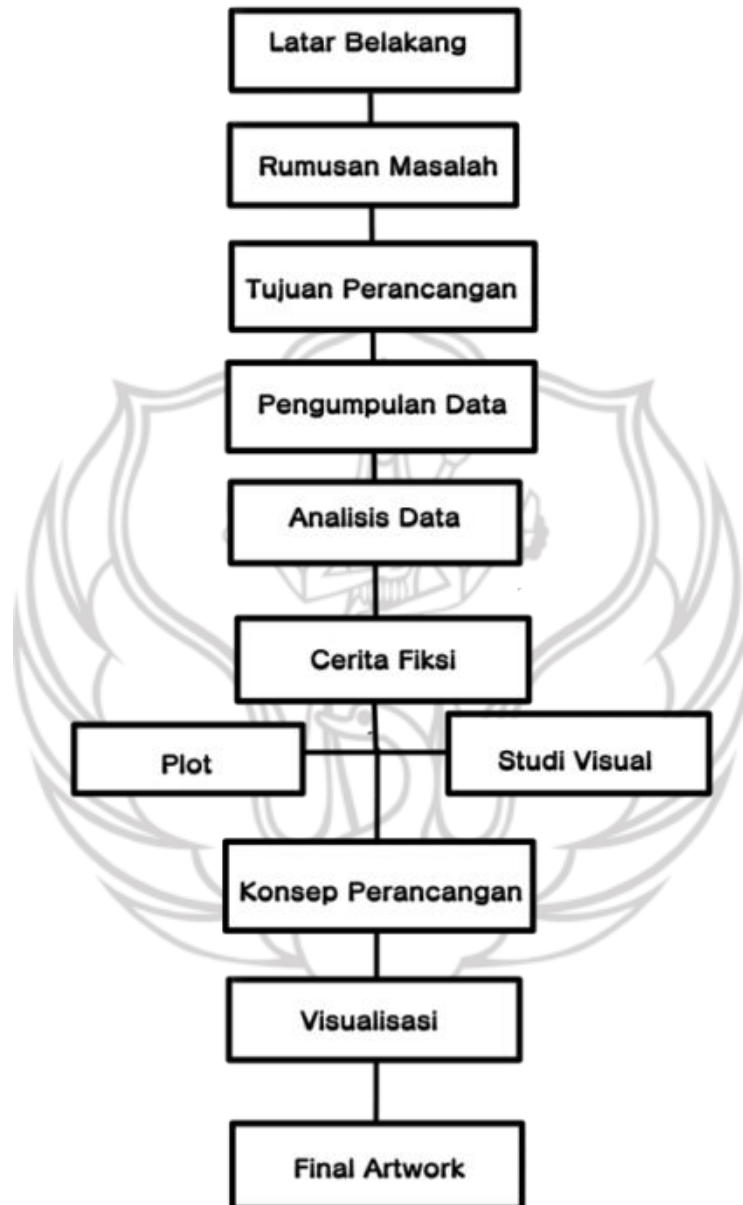 Latar Belakang
Rumusan Masalah
Tujuan Perancangan
Pengumpulan Data
Analisis Data
Cerita Fiksi
Plot
Studi Visual
Konsep Perancangan
Visualisasi
Final Artwork